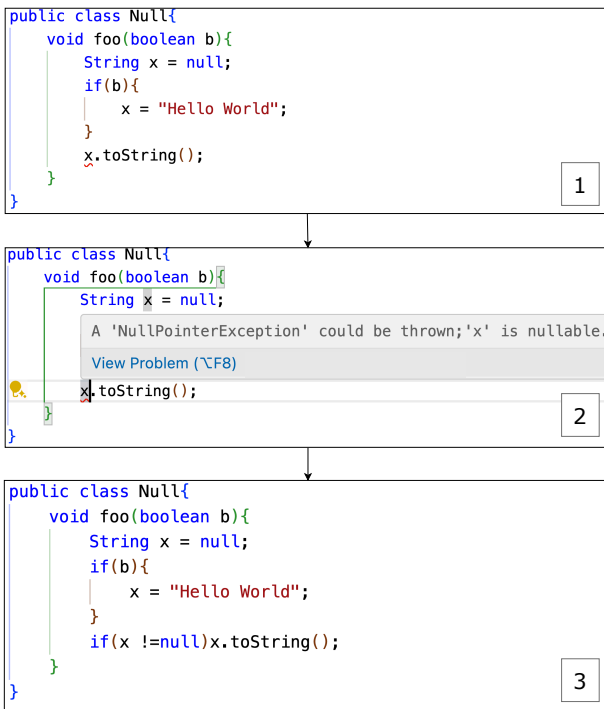 public class Null{
void foo(boolean b){
String x = null;
if(b){
x = "Hello World";
}
x.toString();
}
}
1
public class Null{
void foo(boolean b){
String x = null;
A 'NullPointerException' could be thrown;'x' is nullable.
View Problem (⌥F8)
x.toString();
}
}
2
public class Null{
void foo(boolean b){
String x = null;
if(b){
x = "Hello World";
}
if(x !=null)x.toString();
}
}
3